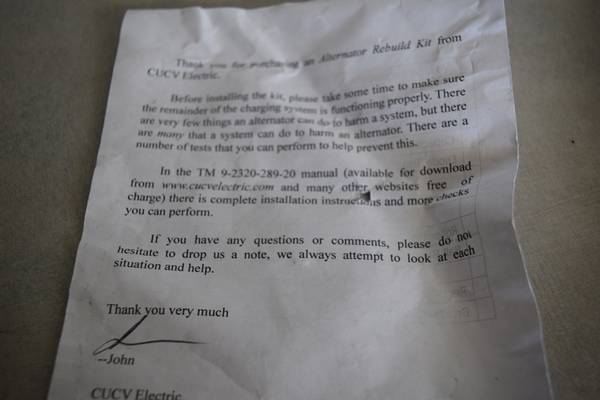 Thank you for purchasing an Alternator Rebuild Kit from
CUCV Electric.
Before installing the kit, please take some time to make sure
the remainder of the charging system is functioning properly. There
are very few things an alternator can do to harm a system, but there
are many that a system can do to harm an alternator. There are a
number of tests that you can perform to help prevent this.
In the TM 9-2320-289-20 manual (available for download
from www.cucvelectric.com and many other websites free of
charge) there is complete installation instructions and more checks
you can perform.
If you have any questions or comments, please do not
hesitate to drop us a note, we always attempt to look at each
situation and help.
Thank you very much
--John
CUCV Electric